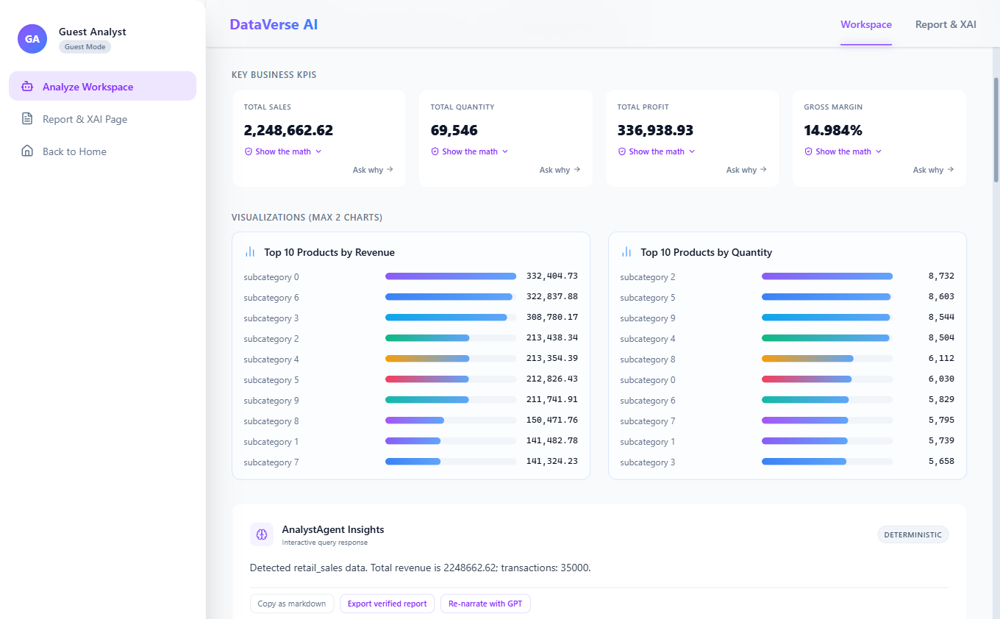 GA
Guest Analyst
Guest Mode
Analyze Workspace
Report & XAI Page
Back to Home
DataVerse AI
Workspace
Report & XAI
KEY BUSINESS KPIS
TOTAL SALES
2,248,662.62
Show the math
Ask why →
TOTAL QUANTITY
69,546
Show the math
Ask why →
TOTAL PROFIT
336,938.93
Show the math
Ask why →
GROSS MARGIN
14.984%
Show the math
Ask why →
VISUALIZATIONS (MAX 2 CHARTS)
Top 10 Products by Revenue
subcategory 0 332,404.73
subcategory 6 322,837.88
subcategory 3 308,780.17
subcategory 2 213,438.34
subcategory 4 213,354.39
subcategory 5 212,826.43
subcategory 9 211,741.91
subcategory 8 150,471.76
subcategory 1 141,482.78
subcategory 7 141,324.23
Top 10 Products by Quantity
subcategory 2 8,732
subcategory 5 8,603
subcategory 9 8,544
subcategory 4 8,504
subcategory 8 6,112
subcategory 0 6,030
subcategory 6 5,829
subcategory 7 5,795
subcategory 1 5,739
subcategory 3 5,658
AnalystAgent Insights
Interactive query response
DETERMINISTIC
Detected retail_sales data. Total revenue is 2248662.62; transactions: 35000.
Copy as markdown
Export verified report
Re-narrate with GPT